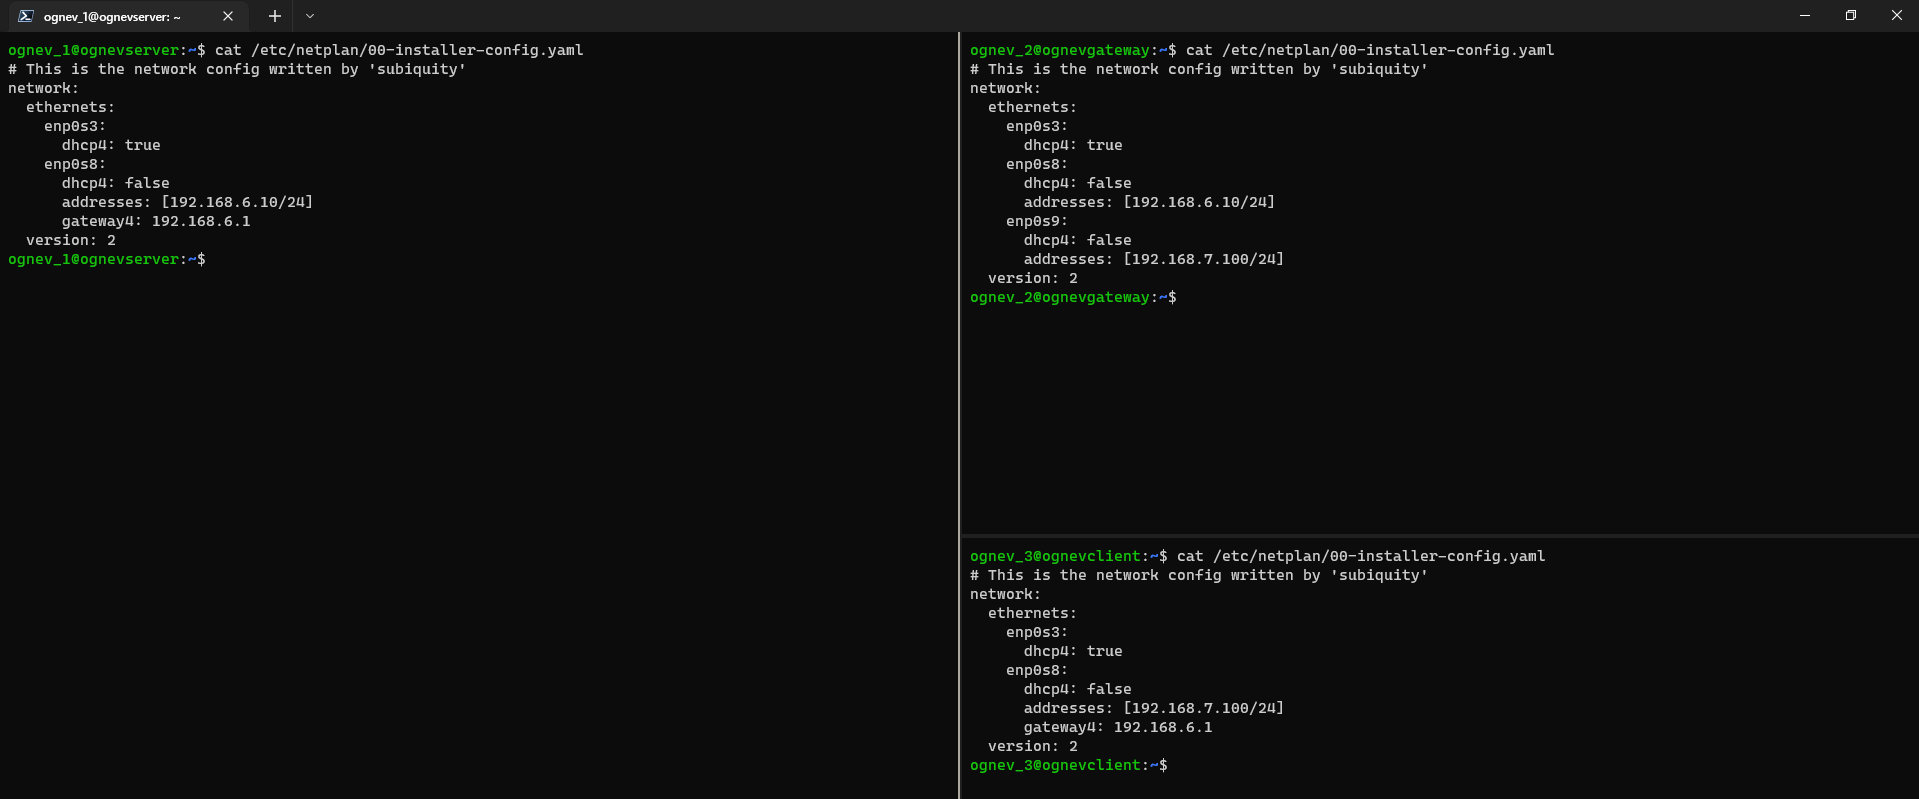 ognev_1@ognevserver: ~
ognev_1@ognevserver:~$ cat /etc/netplan/00-installer-config.yaml
# This is the network config written by 'subiquity'
network:
  ethernets:
    enp0s3:
      dhcp4: true
    enp0s8:
      dhcp4: false
      addresses: [192.168.6.10/24]
      gateway4: 192.168.6.1
  version: 2
ognev_1@ognevserver:~$
ognev_2@ognevgateway:~$ cat /etc/netplan/00-installer-config.yaml
# This is the network config written by 'subiquity'
network:
  ethernets:
    enp0s3:
      dhcp4: true
    enp0s8:
      dhcp4: false
      addresses: [192.168.6.10/24]
    enp0s9:
      dhcp4: false
      addresses: [192.168.7.100/24]
  version: 2
ognev_2@ognevgateway:~$
ognev_3@ognevclient:~$ cat /etc/netplan/00-installer-config.yaml
# This is the network config written by 'subiquity'
network:
  ethernets:
    enp0s3:
      dhcp4: true
    enp0s8:
      dhcp4: false
      addresses: [192.168.7.100/24]
      gateway4: 192.168.6.1
  version: 2
ognev_3@ognevclient:~$